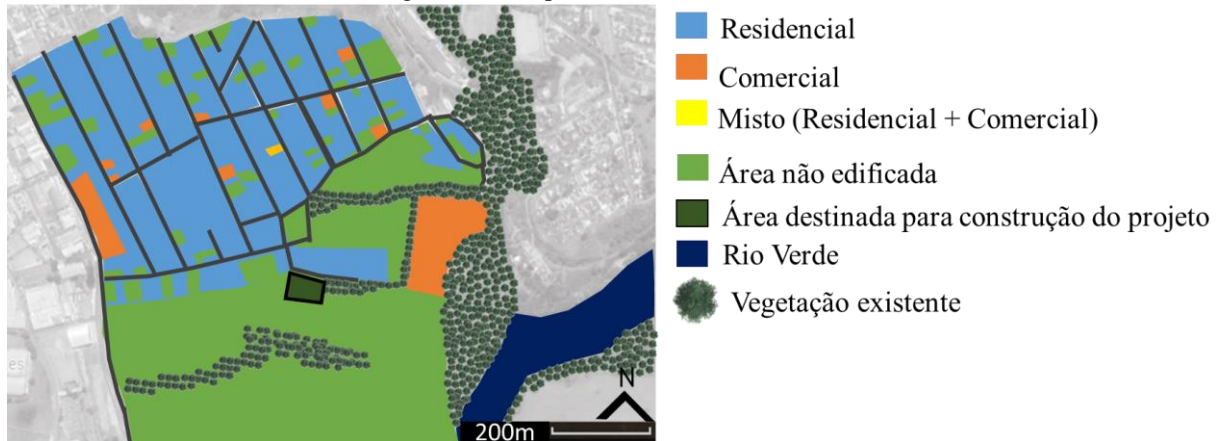 Residencial
Comercial
Misto (Residencial + Comercial)
Área não edificada
Área destinada para construção do projeto
Rio Verde
Vegetação existente
es
N
200m